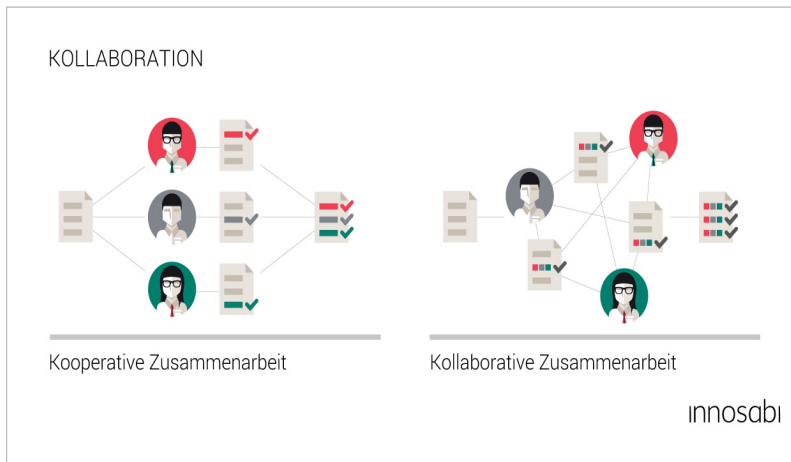 KOLLABORATION
Kooperative Zusammenarbeit
Kollaborative Zusammenarbeit
innosabi